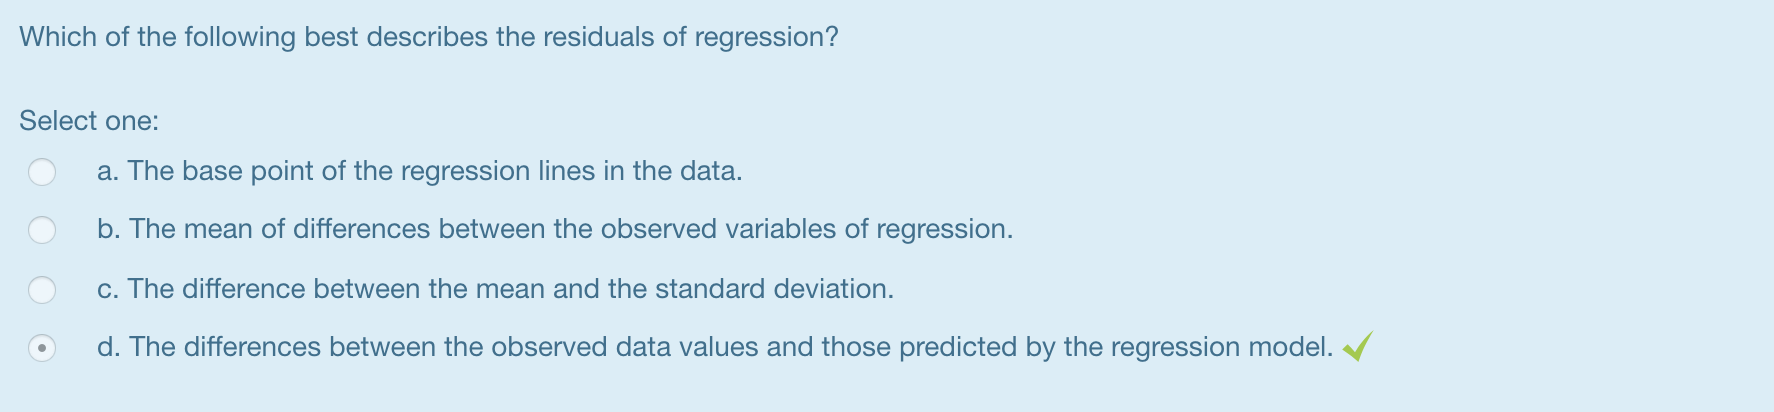 Which of the following best describes the residuals of regression?
Select one:
a. The base point of the regression lines in the data.
b. The mean of differences between the observed variables of regression.
c. The difference between the mean and the standard deviation.
d. The differences between the observed data values and those predicted by the regression model.